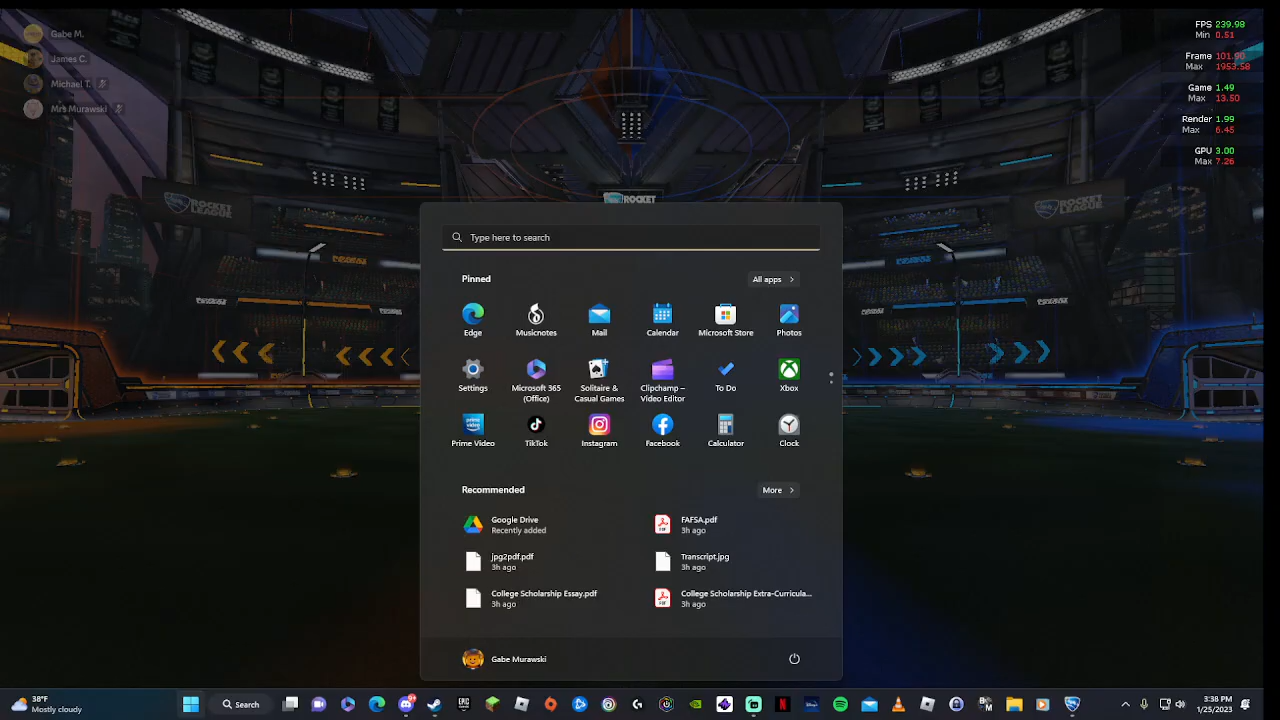 Gabe M.
James C.
Michael T.
Mrs Murawski
FPS 239.98
Min 0.51
Frame 101.90
Max 1953.58
Game 1.49
Max 13.50
Render 1.99
Max 6.45
GPU 3.00
Max 7.26
ROCKET LEAGUE
ROCKET
ROCKET LEAGUE
Type here to search
Pinned
All apps
Edge
Musicnotes
Mail
Calendar
Microsoft Store
Photos
Settings
Microsoft 365
(Office)
Solitaire &
Casual Games
Clipchamp –
Video Editor
To Do
Xbox
Prime Video
TikTok
Instagram
Facebook
Calculator
Clock
Recommended
More
Google Drive
Recently added
FAFSA.pdf
3h ago
jpg2pdf.pdf
3h ago
Transcript.jpg
3h ago
College Scholarship Essay.pdf
3h ago
College Scholarship Extra-Curricula...
3h ago
Gabe Murawski
38°F
Mostly cloudy
Search
3:38 PM
1/25/2023